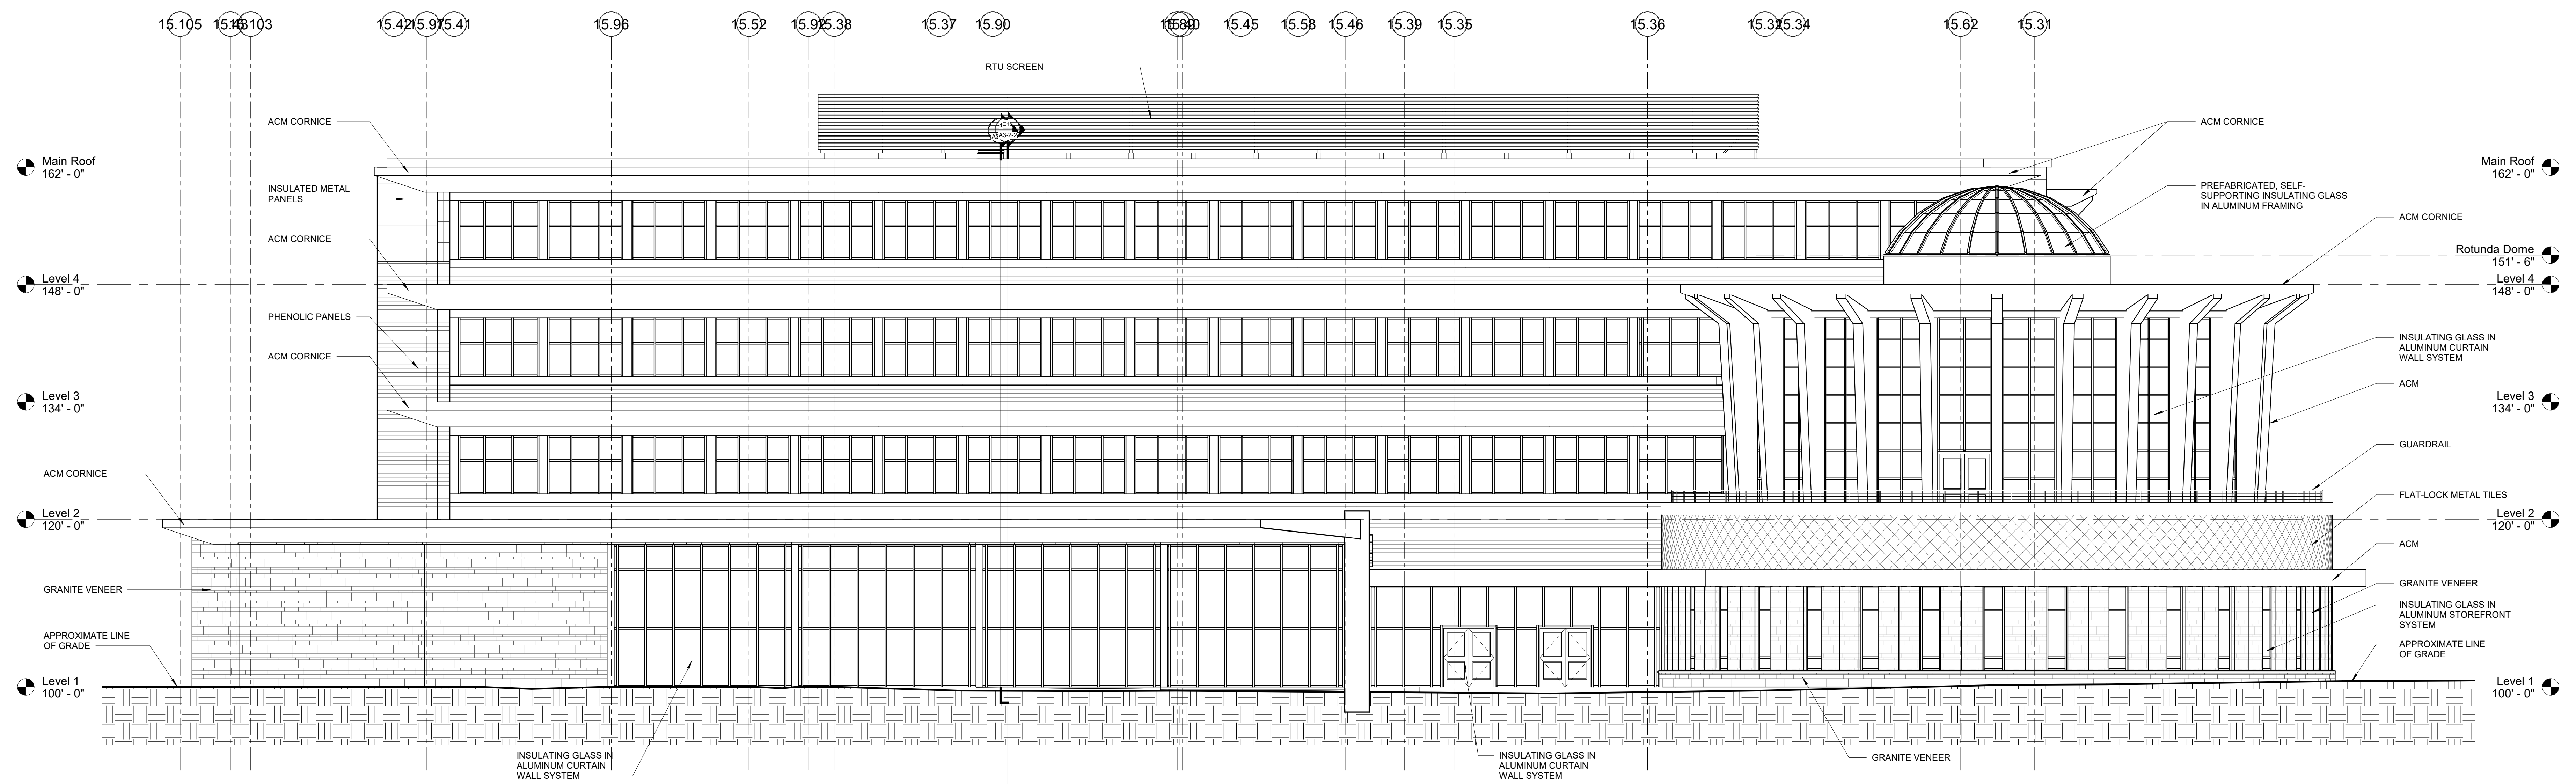 15.105
15.103
15.42
15.97
15.41
15.96
15.52
15.92
15.38
15.37
15.90
15.40
15.45
15.58
15.46
15.39
15.35
15.36
15.32
15.34
15.62
15.31
RTU SCREEN
ACM CORNICE
ACM CORNICE
Main Roof
162' - 0"
Main Roof
162' - 0"
INSULATED METAL
PANELS
PREFABRICATED, SELF-
SUPPORTING INSULATING GLASS
IN ALUMINUM FRAMING
ACM CORNICE
ACM CORNICE
Rotunda Dome
151' - 6"
Level 4
148' - 0"
Level 4
148' - 0"
PHENOLIC PANELS
INSULATING GLASS IN
ALUMINUM CURTAIN
WALL SYSTEM
ACM CORNICE
ACM
Level 3
134' - 0"
Level 3
134' - 0"
GUARDRAIL
ACM CORNICE
FLAT-LOCK METAL TILES
Level 2
120' - 0"
Level 2
120' - 0"
ACM
GRANITE VENEER
GRANITE VENEER
INSULATING GLASS IN
ALUMINUM STOREFRONT
SYSTEM
APPROXIMATE LINE
OF GRADE
APPROXIMATE LINE
OF GRADE
Level 1
100' - 0"
Level 1
100' - 0"
INSULATING GLASS IN
ALUMINUM CURTAIN
WALL SYSTEM
INSULATING GLASS IN
ALUMINUM CURTAIN
WALL SYSTEM
GRANITE VENEER